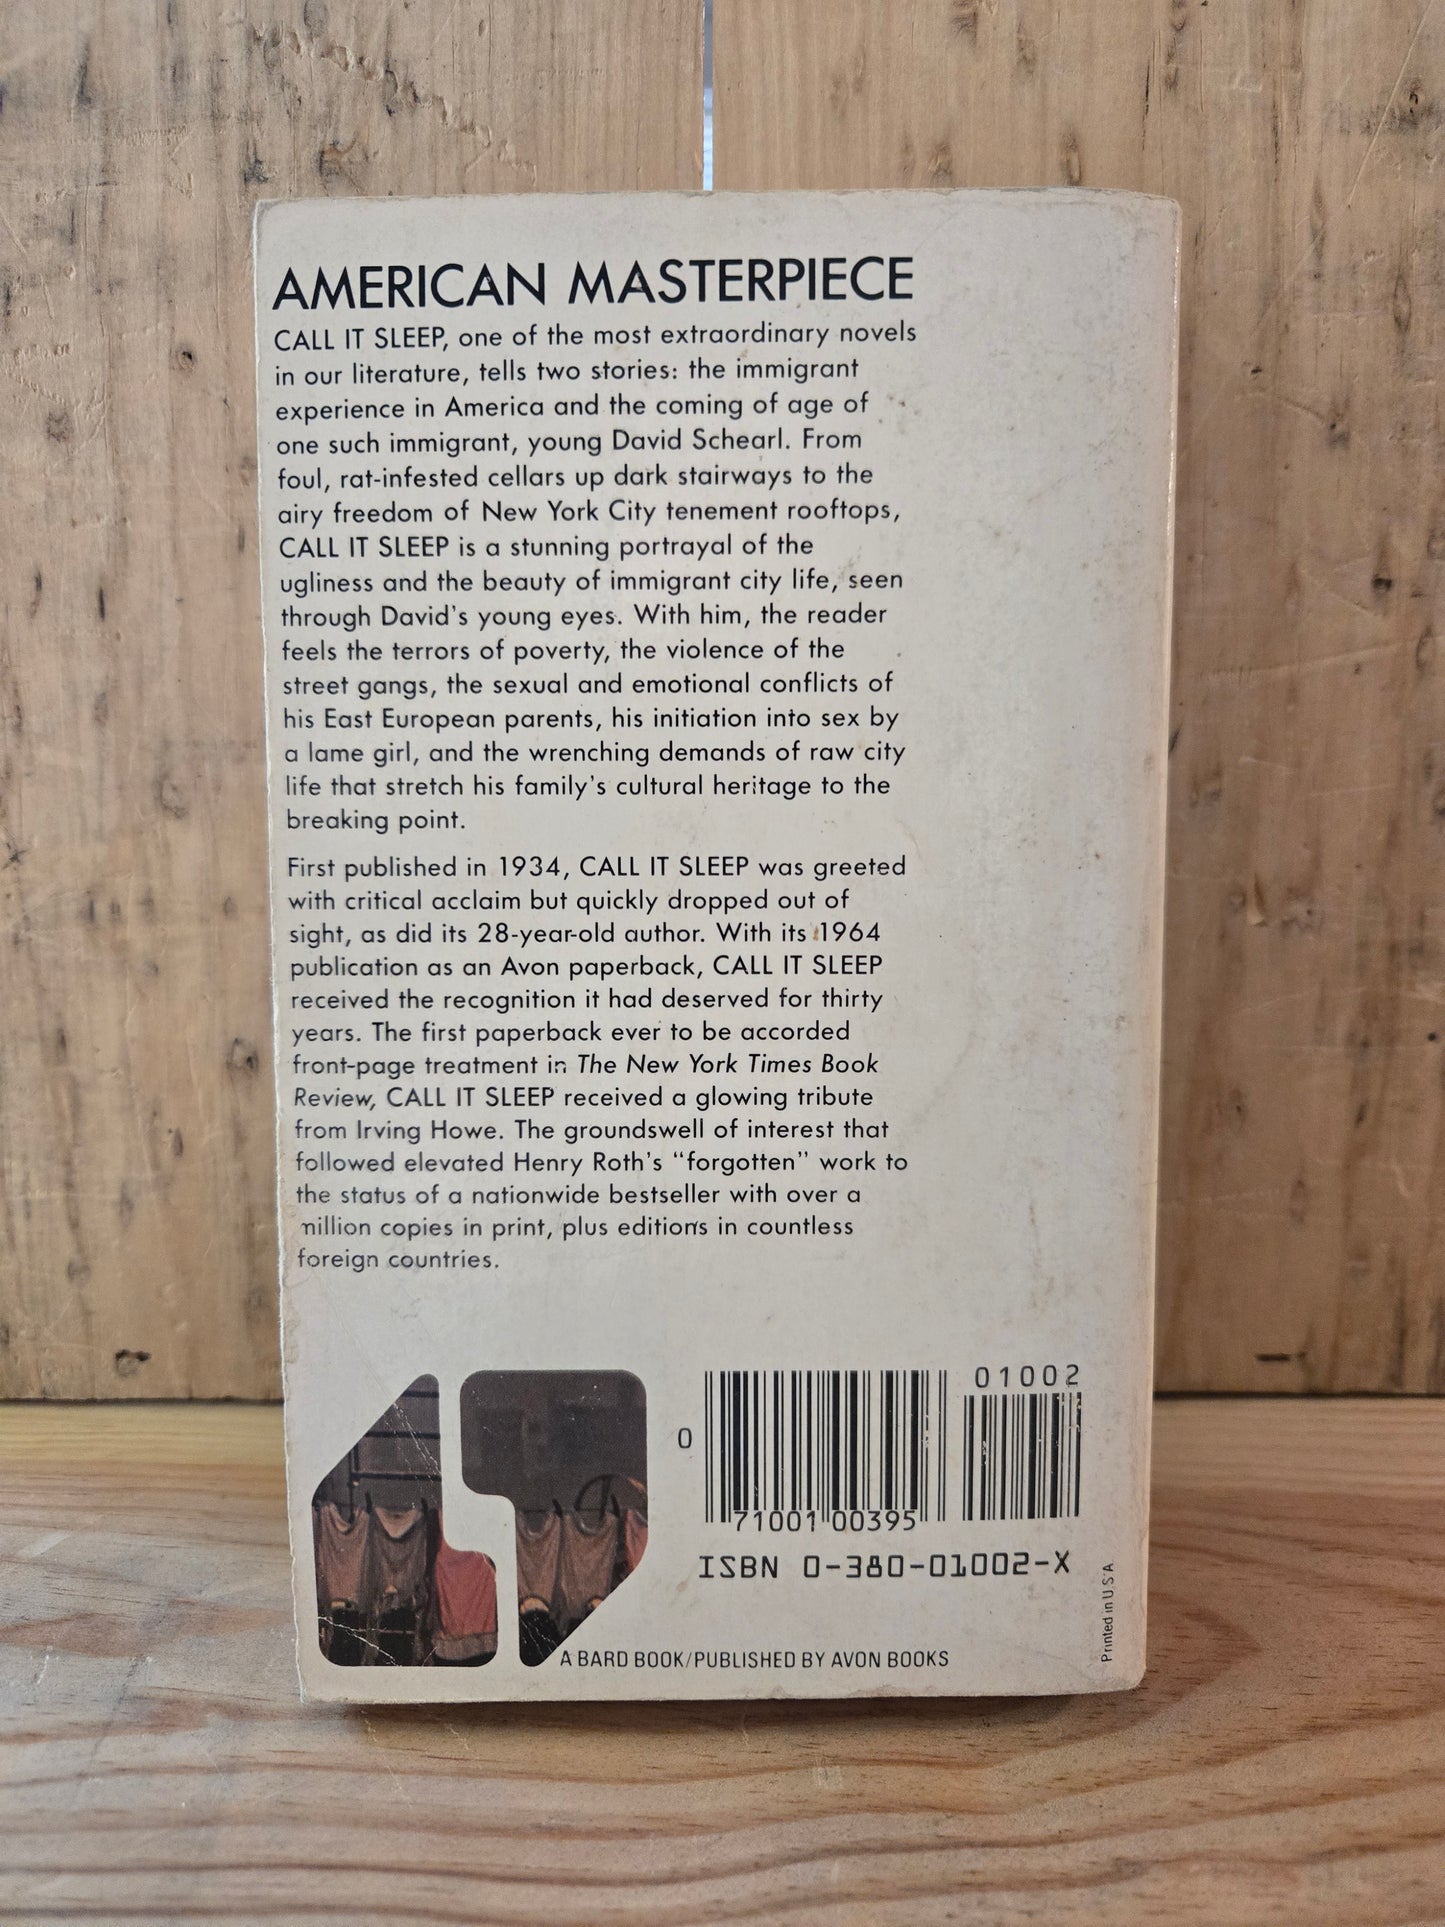 AMERICAN MASTERPIECE
CALL IT SLEEP, one of the most extraordinary novels
in our literature, tells two stories: the immigrant
experience in America and the coming of age of
one such immigrant, young David Schearl. From
foul, rat-infested cellars up dark stairways to the
airy freedom of New York City tenement rooftops,
CALL IT SLEEP is a stunning portrayal of the
ugliness and the beauty of immigrant city life, seen
through David's young eyes. With him, the reader
feels the terrors of poverty, the violence of the
street gangs, the sexual and emotional conflicts of
his East European parents, his initiation into sex by
a lame girl, and the wrenching demands of raw city
life that stretch his family's cultural heritage to the
breaking point.
First published in 1934, CALL IT SLEEP was greeted
with critical acclaim but quickly dropped out of
sight, as did its 28-year-old author. With its 1964
publication as an Avon paperback, CALL IT SLEEP
received the recognition it had deserved for thirty
years. The first paperback ever to be accorded
front-page treatment in The New York Times Book
Review, CALL IT SLEEP received a glowing tribute
from Irving Howe. The groundswell of interest that
followed elevated Henry Roth's "forgotten" work to
the status of a nationwide bestseller with over a
million copies in print, plus editions in countless
foreign countries.
01002
0
71001 00395
ISBN 0-380-01002-X
Printed in U.S.A.
A BARD BOOK/PUBLISHED BY AVON BOOKS